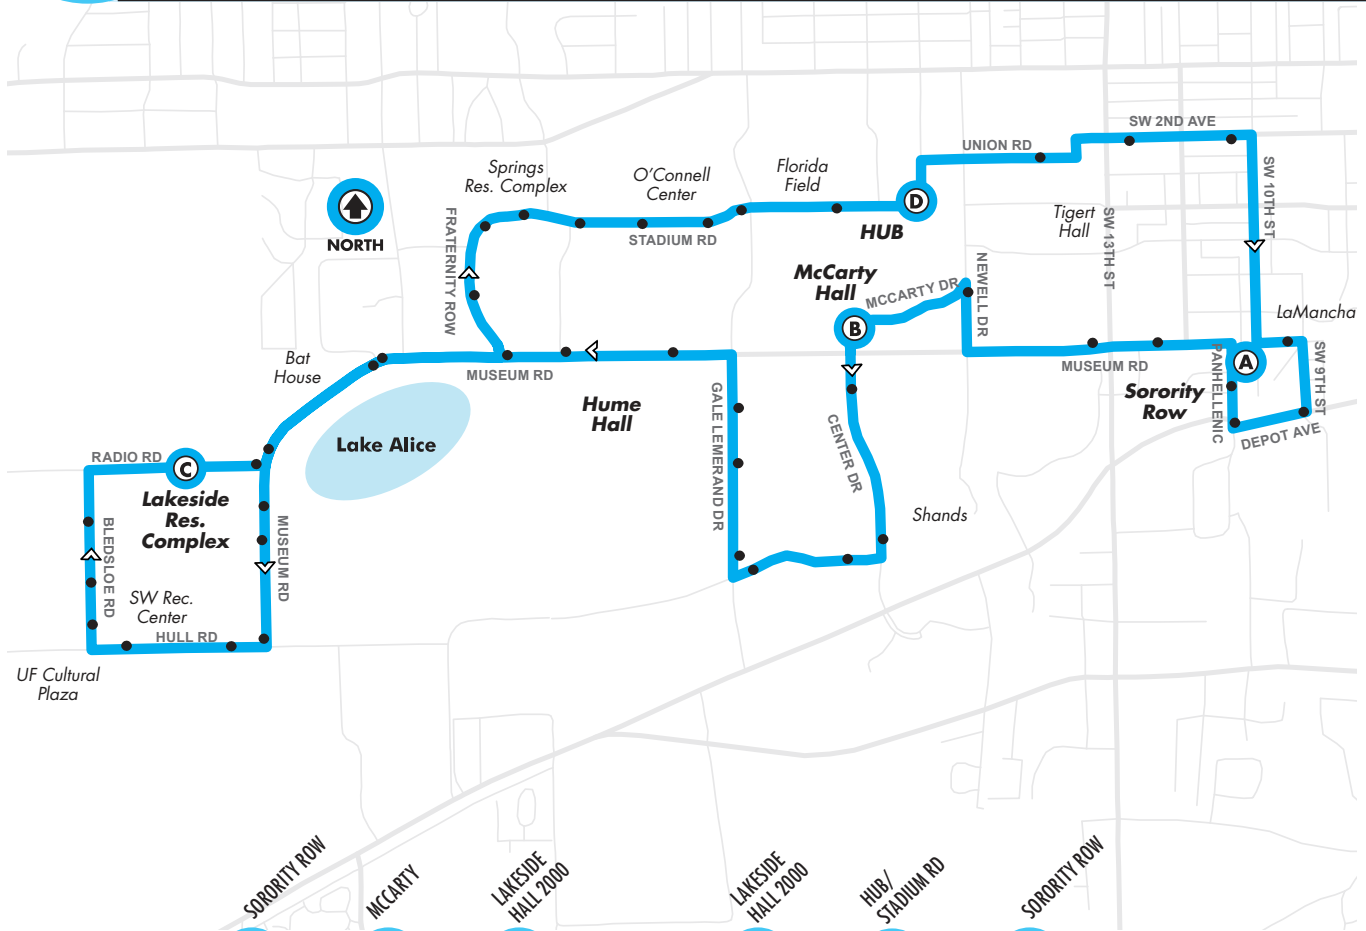 SW 2ND AVE
UNION RD
Springs
Res. Complex
O'Connell
Center
Florida
Field
SW 10TH ST
D
HUB
Tigert
Hall
SW 13TH ST
NORTH
FRATERNITY ROW
STADIUM RD
McCarty
Hall
MCCARTY DR
NEWELL DR
B
LaMancha
Bat
House
MUSEUM RD
MUSEUM RD
PANHELLENIC
A
SW 9TH ST
Sorority
Row
Hume
Hall
GALE LEMERAND DR
CENTER DR
DEPOT AVE
Lake Alice
RADIO RD
C
Lakeside
Res.
Complex
Shands
BLEDSLOE RD
MUSEUM RD
SW Rec.
Center
HULL RD
UF Cultural
Plaza
SORORITY ROW
MCCARTY
LAKESIDE
HALL 2000
LAKESIDE
HALL 2000
HUB/
STADIUM RD
SORORITY ROW